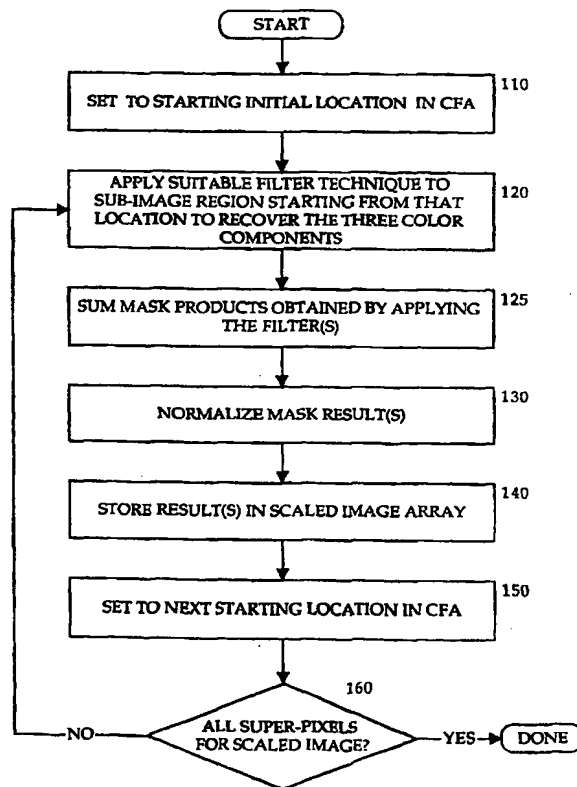 START
110
SET TO STARTING INITIAL LOCATION IN CFA
120
APPLY SUITABLE FILTER TECHNIQUE TO
SUB-IMAGE REGION STARTING FROM THAT
LOCATION TO RECOVER THE THREE COLOR
COMPONENTS
125
SUM MASK PRODUCTS OBTAINED BY APPLYING
THE FILTER(S)
130
NORMALIZE MASK RESULT(S)
140
STORE RESULT(S) IN SCALED IMAGE ARRAY
150
SET TO NEXT STARTING LOCATION IN CFA
160
ALL SUPER-PIXELS
FOR SCALED IMAGE?
NO
YES
DONE